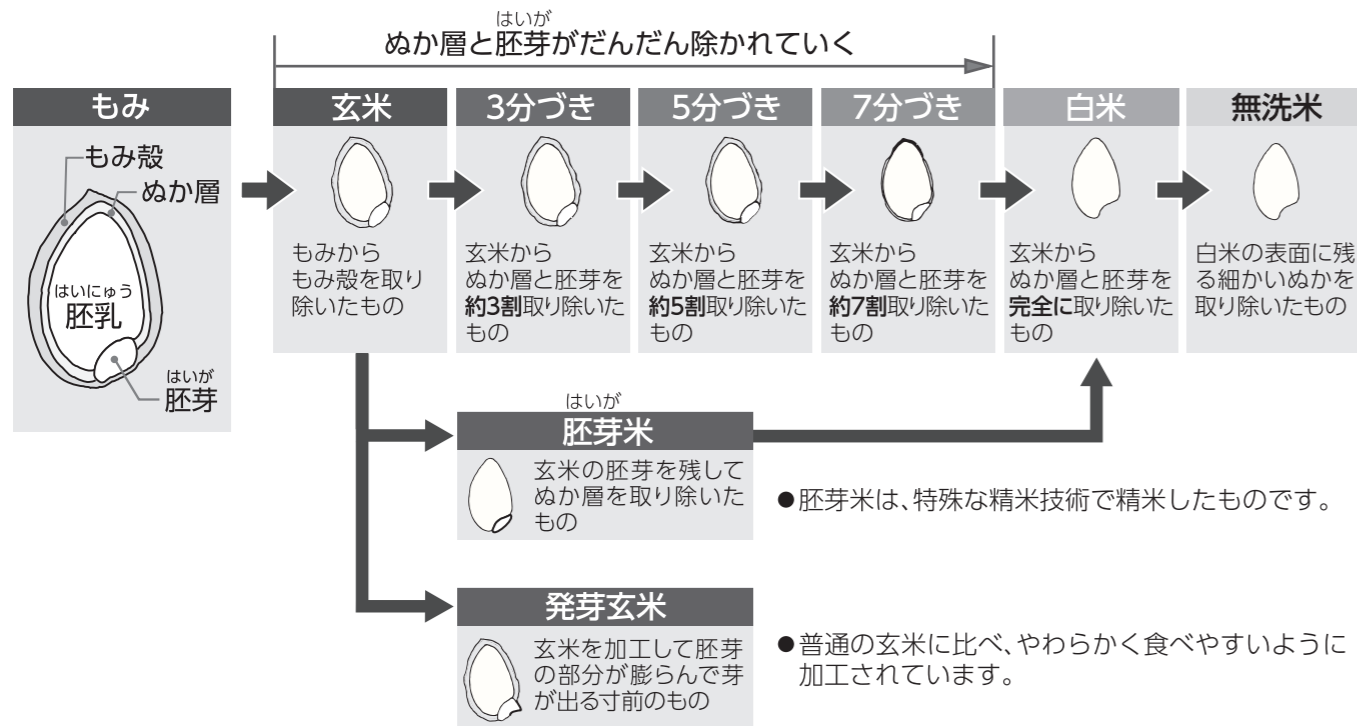 はいが
ぬか層と胚芽がだんだん除かれていく
もみ
もみ殻
ぬか層
はいにゅう
胚乳
はいが
胚芽
玄米
もみから
もみ殻を取り
除いたもの
3分づき
玄米から
ぬか層と胚芽を
約3割取り除いた
もの
5分づき
玄米から
ぬか層と胚芽を
約5割取り除いた
もの
7分づき
玄米から
ぬか層と胚芽を
約7割取り除いた
もの
白米
玄米から
ぬか層と胚芽を
完全に取り除いた
もの
無洗米
白米の表面に残
る細かいぬかを
取り除いたもの
はいが
胚芽米
玄米の胚芽を残して
ぬか層を取り除いた
もの
●胚芽米は、特殊な精米技術で精米したものです。
発芽玄米
玄米を加工して胚芽
の部分が膨らんで芽
が出る寸前のもの
●普通の玄米に比べ、やわらかく食べやすいように
加工されています。